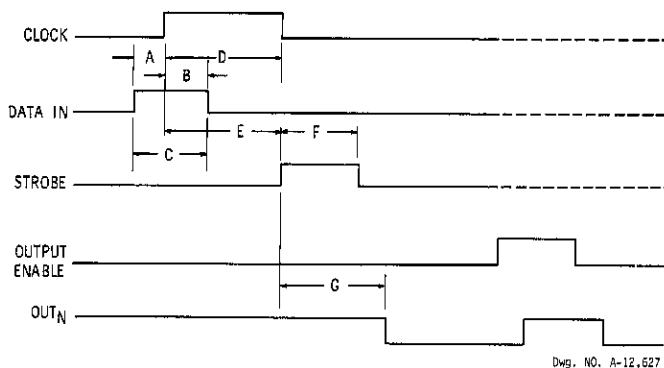 CLOCK
A
D
B
DATA IN
E
F
C
STROBE
OUTPUT
ENABLE
G
OUTN
Dwg. NO. A-12,627